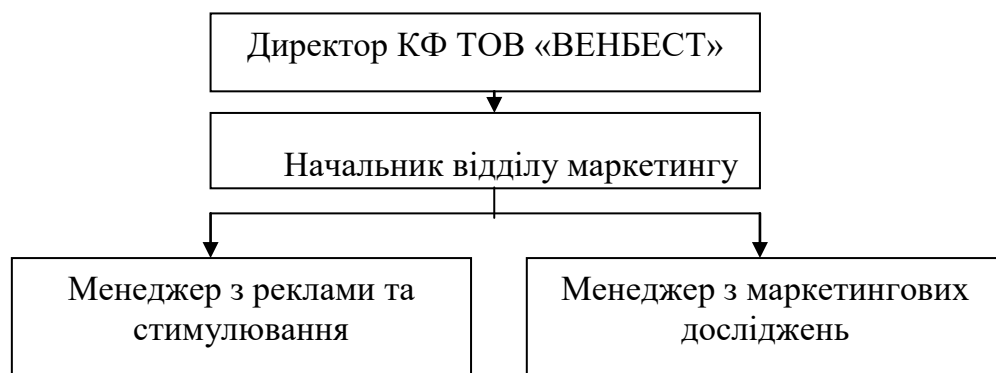 Директор КФ ТОВ «ВЕНБЕСТ»
Начальник відділу маркетингу
Менеджер з реклами та
стимулювання
Менеджер з маркетингових
досліджень